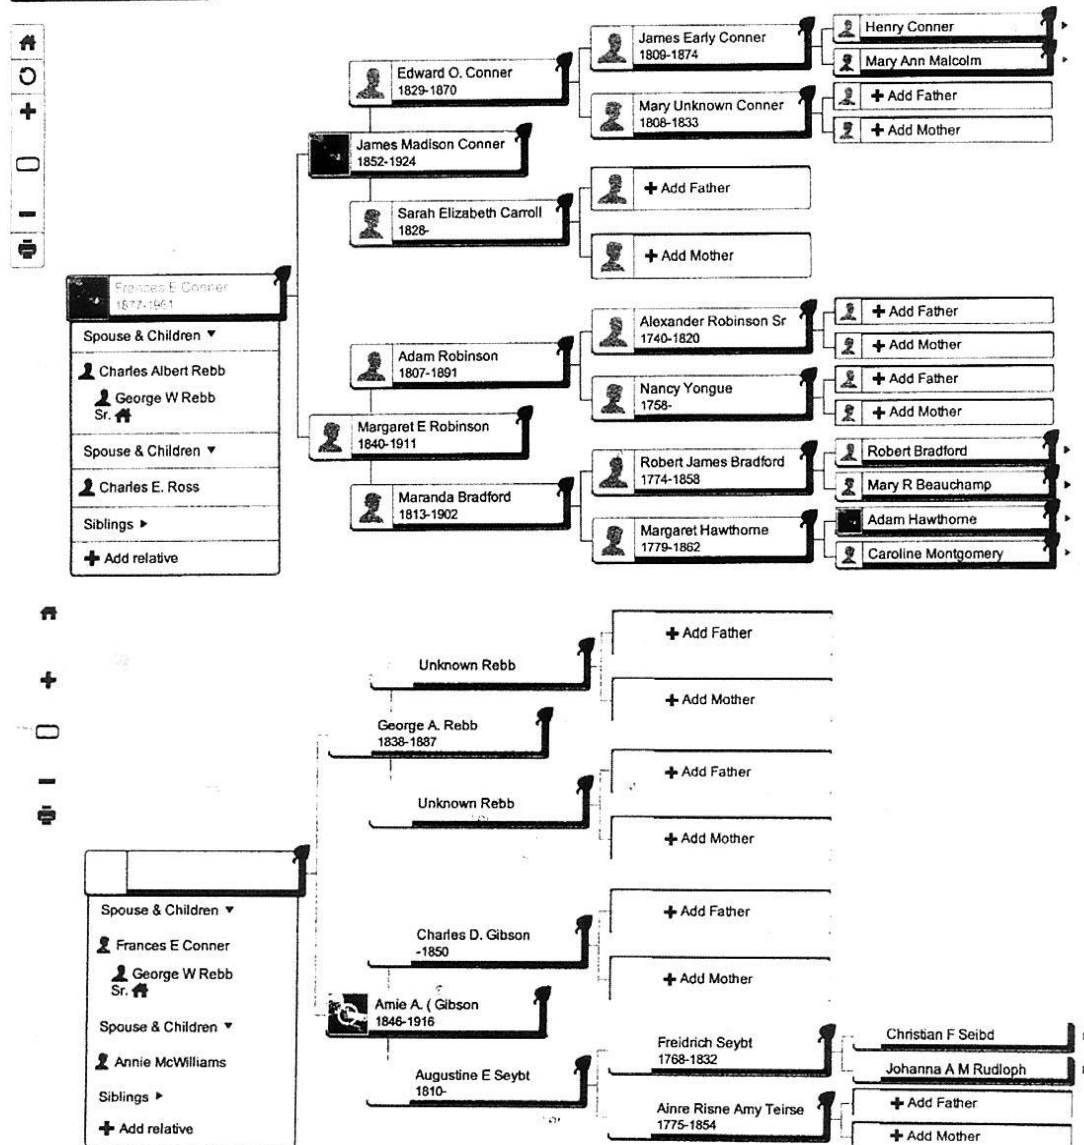 Henry Conner
James Early Conner
1809-1874
Mary Ann Malcolm
Edward O. Conner
1829-1870
+ Add Father
Mary Unknown Conner
1808-1833
+ Add Mother
James Madison Conner
1852-1924
+ Add Father
Sarah Elizabeth Carroll
1828-
+ Add Mother
Frances E Conner
1877-1961
Spouse & Children ▼
Charles Albert Rebb
George W Rebb
Sr.
Spouse & Children ▼
Charles E. Ross
Siblings ►
+ Add relative
+ Add Father
Alexander Robinson Sr
1740-1820
+ Add Mother
Adam Robinson
1807-1891
+ Add Father
Nancy Yongue
1758-
+ Add Mother
Margaret E Robinson
1840-1911
Robert Bradford
Robert James Bradford
1774-1858
Mary R Beauchamp
Maranda Bradford
1813-1902
Adam Hawthorne
Margaret Hawthorne
1779-1862
Caroline Montgomery
+ Add Father
Unknown Rebb
+ Add Mother
George A. Rebb
1838-1887
+ Add Father
Unknown Rebb
+ Add Mother
Spouse & Children ▼
Frances E Conner
George W Rebb
Sr.
Spouse & Children ▼
Annie McWilliams
Siblings ►
+ Add relative
+ Add Father
Charles D. Gibson
-1850
+ Add Mother
Amie A. ( Gibson
1846-1916
Christian F Seibd
Freidrich Seybt
1768-1832
Johanna A M Rudloph
Augustine E Seybt
1810-
+ Add Father
Ainre Risne Amy Teirse
1775-1854
+ Add Mother